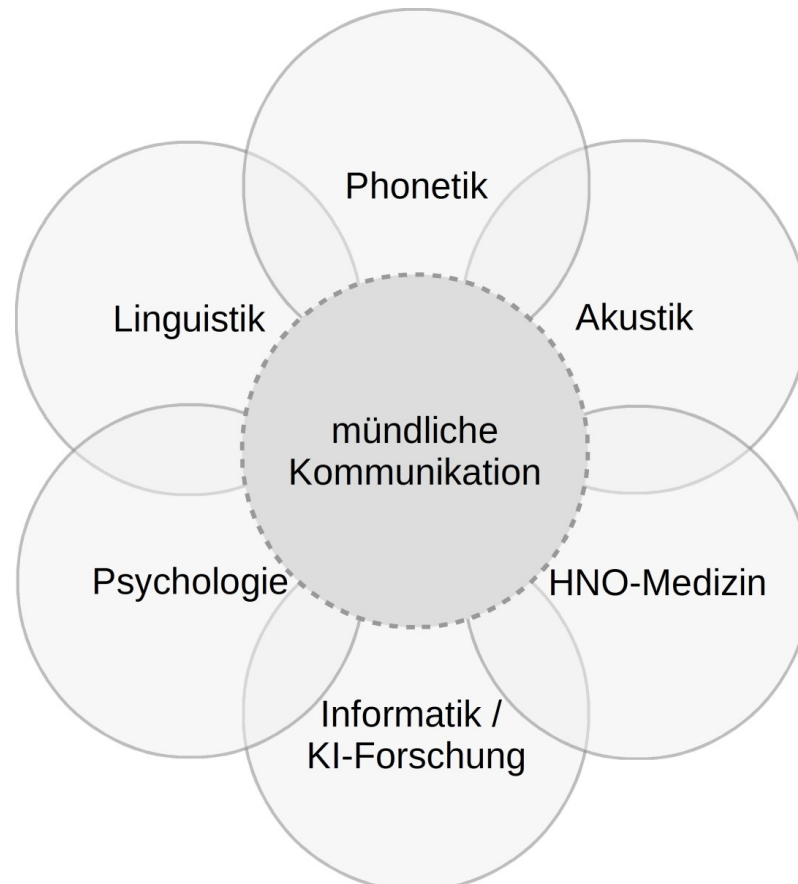 Phonetik
Linguistik
Akustik
mündliche
Kommunikation
Psychologie
HNO-Medizin
Informatik /
KI-Forschung